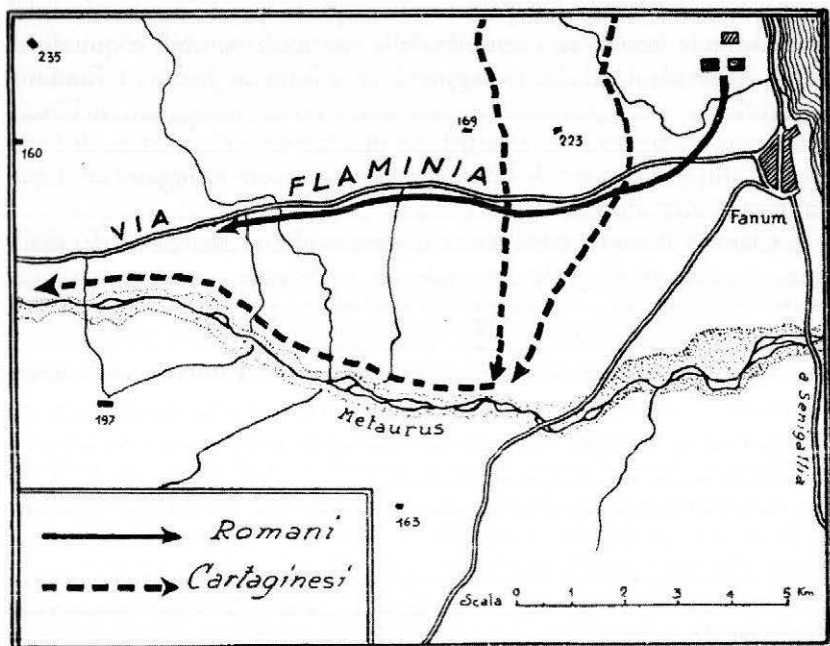 235
160
169
223
VIA FLAMINIA
Fanum
Metaurus
a Senigallia
197
163
Romani
Cartaginesi
Scala 0 1 2 3 4 5 Km